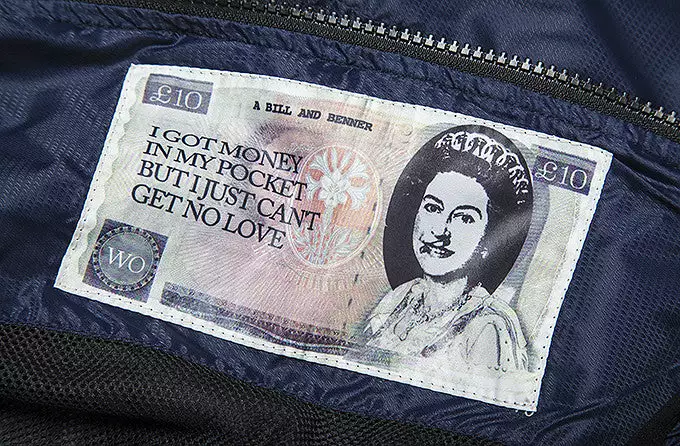 £10
A BILL AND BENNER
I GOT MONEY
IN MY POCKET
BUT I JUST CANT
GET NO LOVE
£10
WO